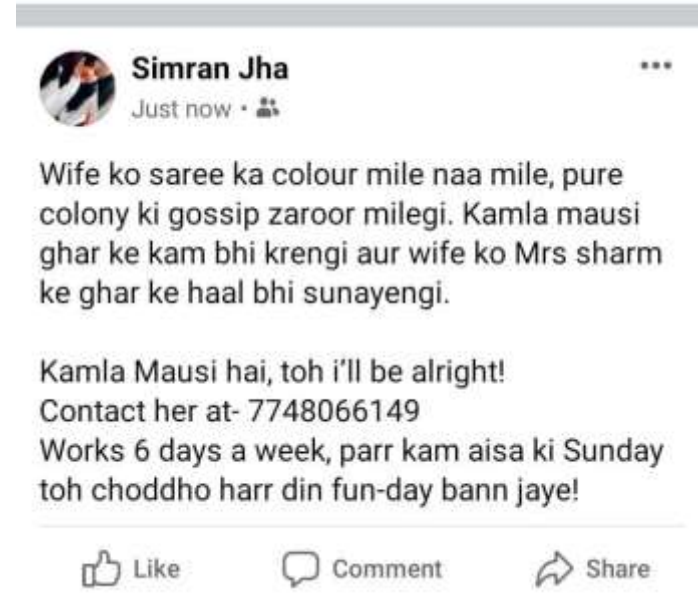 Simran Jha
Just now ·
Wife ko saree ka colour mile naa mile, pure
colony ki gossip zaroor milegi. Kamla mausi
ghar ke kam bhi krengi aur wife ko Mrs sharm
ke ghar ke haal bhi sunayengi.
Kamla Mausi hai, toh i'll be alright!
Contact her at- 7748066149
Works 6 days a week, parr kam aisa ki Sunday
toh choddho harr din fun-day bann jaye!
Like Comment Share